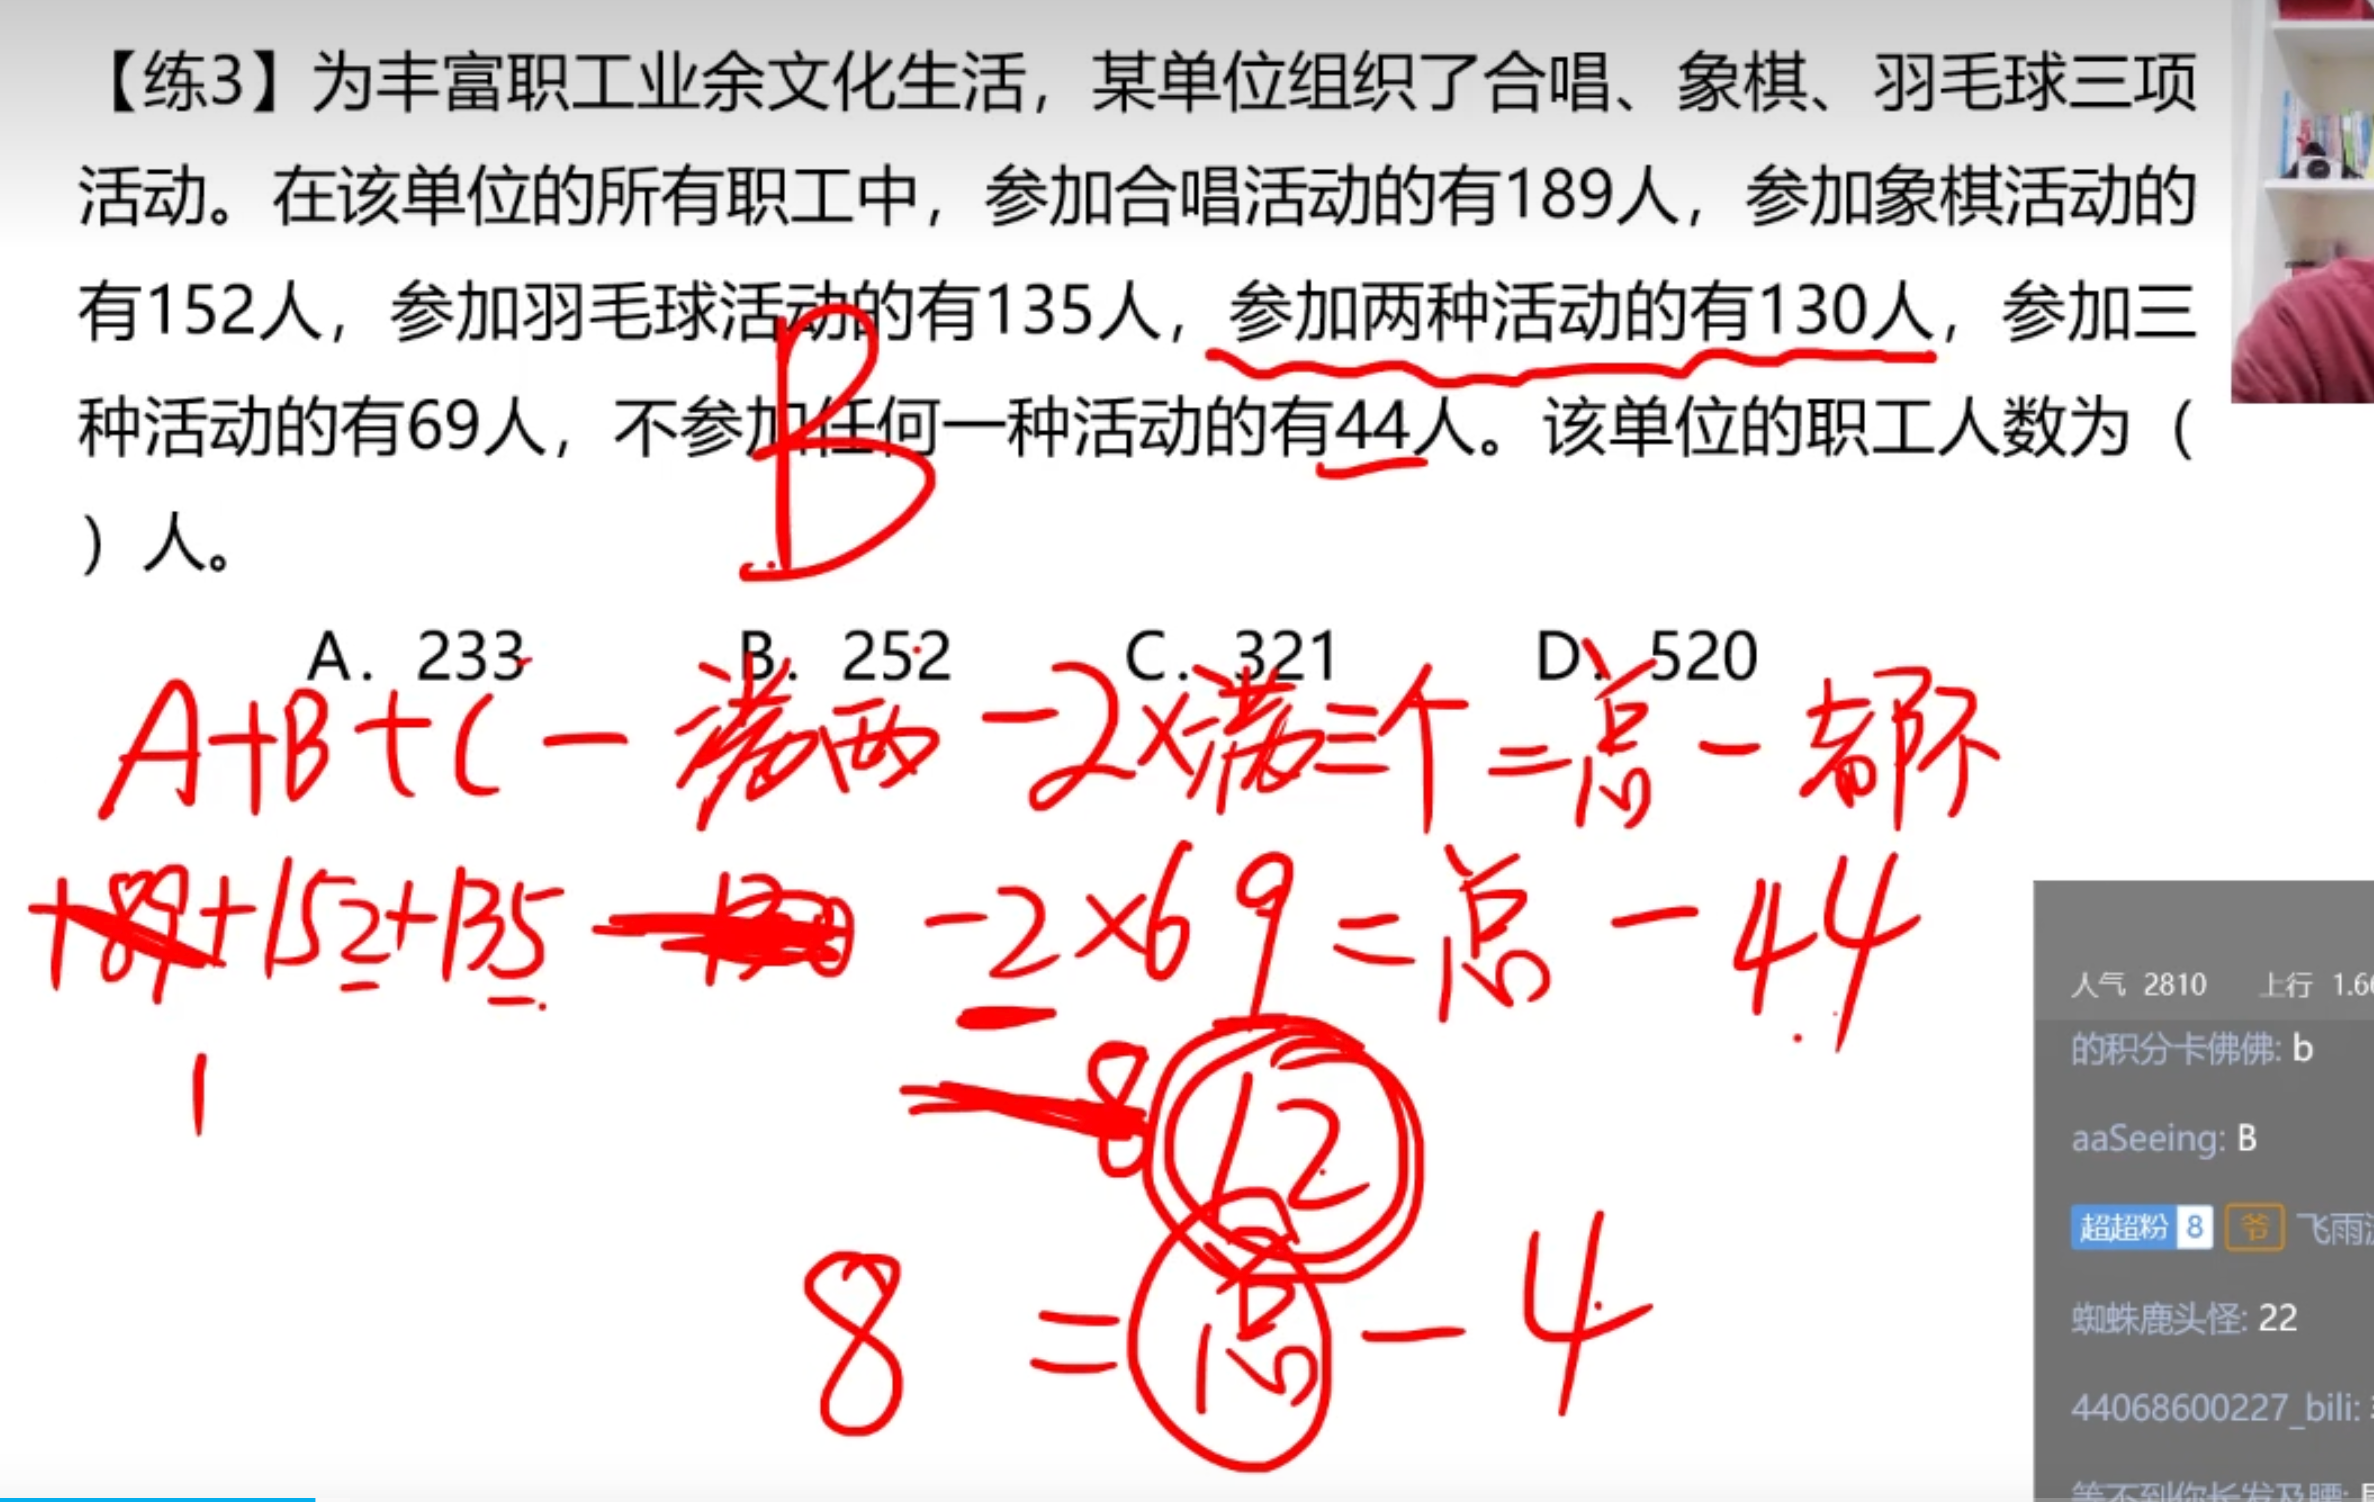 【练3】为丰富职工业余文化生活，某单位组织了合唱、象棋、羽毛球三项
活动。在该单位的所有职工中，参加合唱活动的有189人，参加象棋活动的
有152人，参加羽毛球活动的有135人，参加两种活动的有130人，参加三
种活动的有69人，不参加任何一种活动的有44人。该单位的职工人数为（
）人。
B
A. 233 B. 252 C. 321 D. 520
A+B+C-满两-2×满三个=总-都不
+152+135 -2×69=总-44
1
8
12
8=总-4
人气 2810 上行 1.6
的积分卡佛佛: b
aaSeeing: B
超超粉 8 爷 飞雨
蜘蛛鹿头怪: 22
44068600227_bili:
等不到你长发及腰: